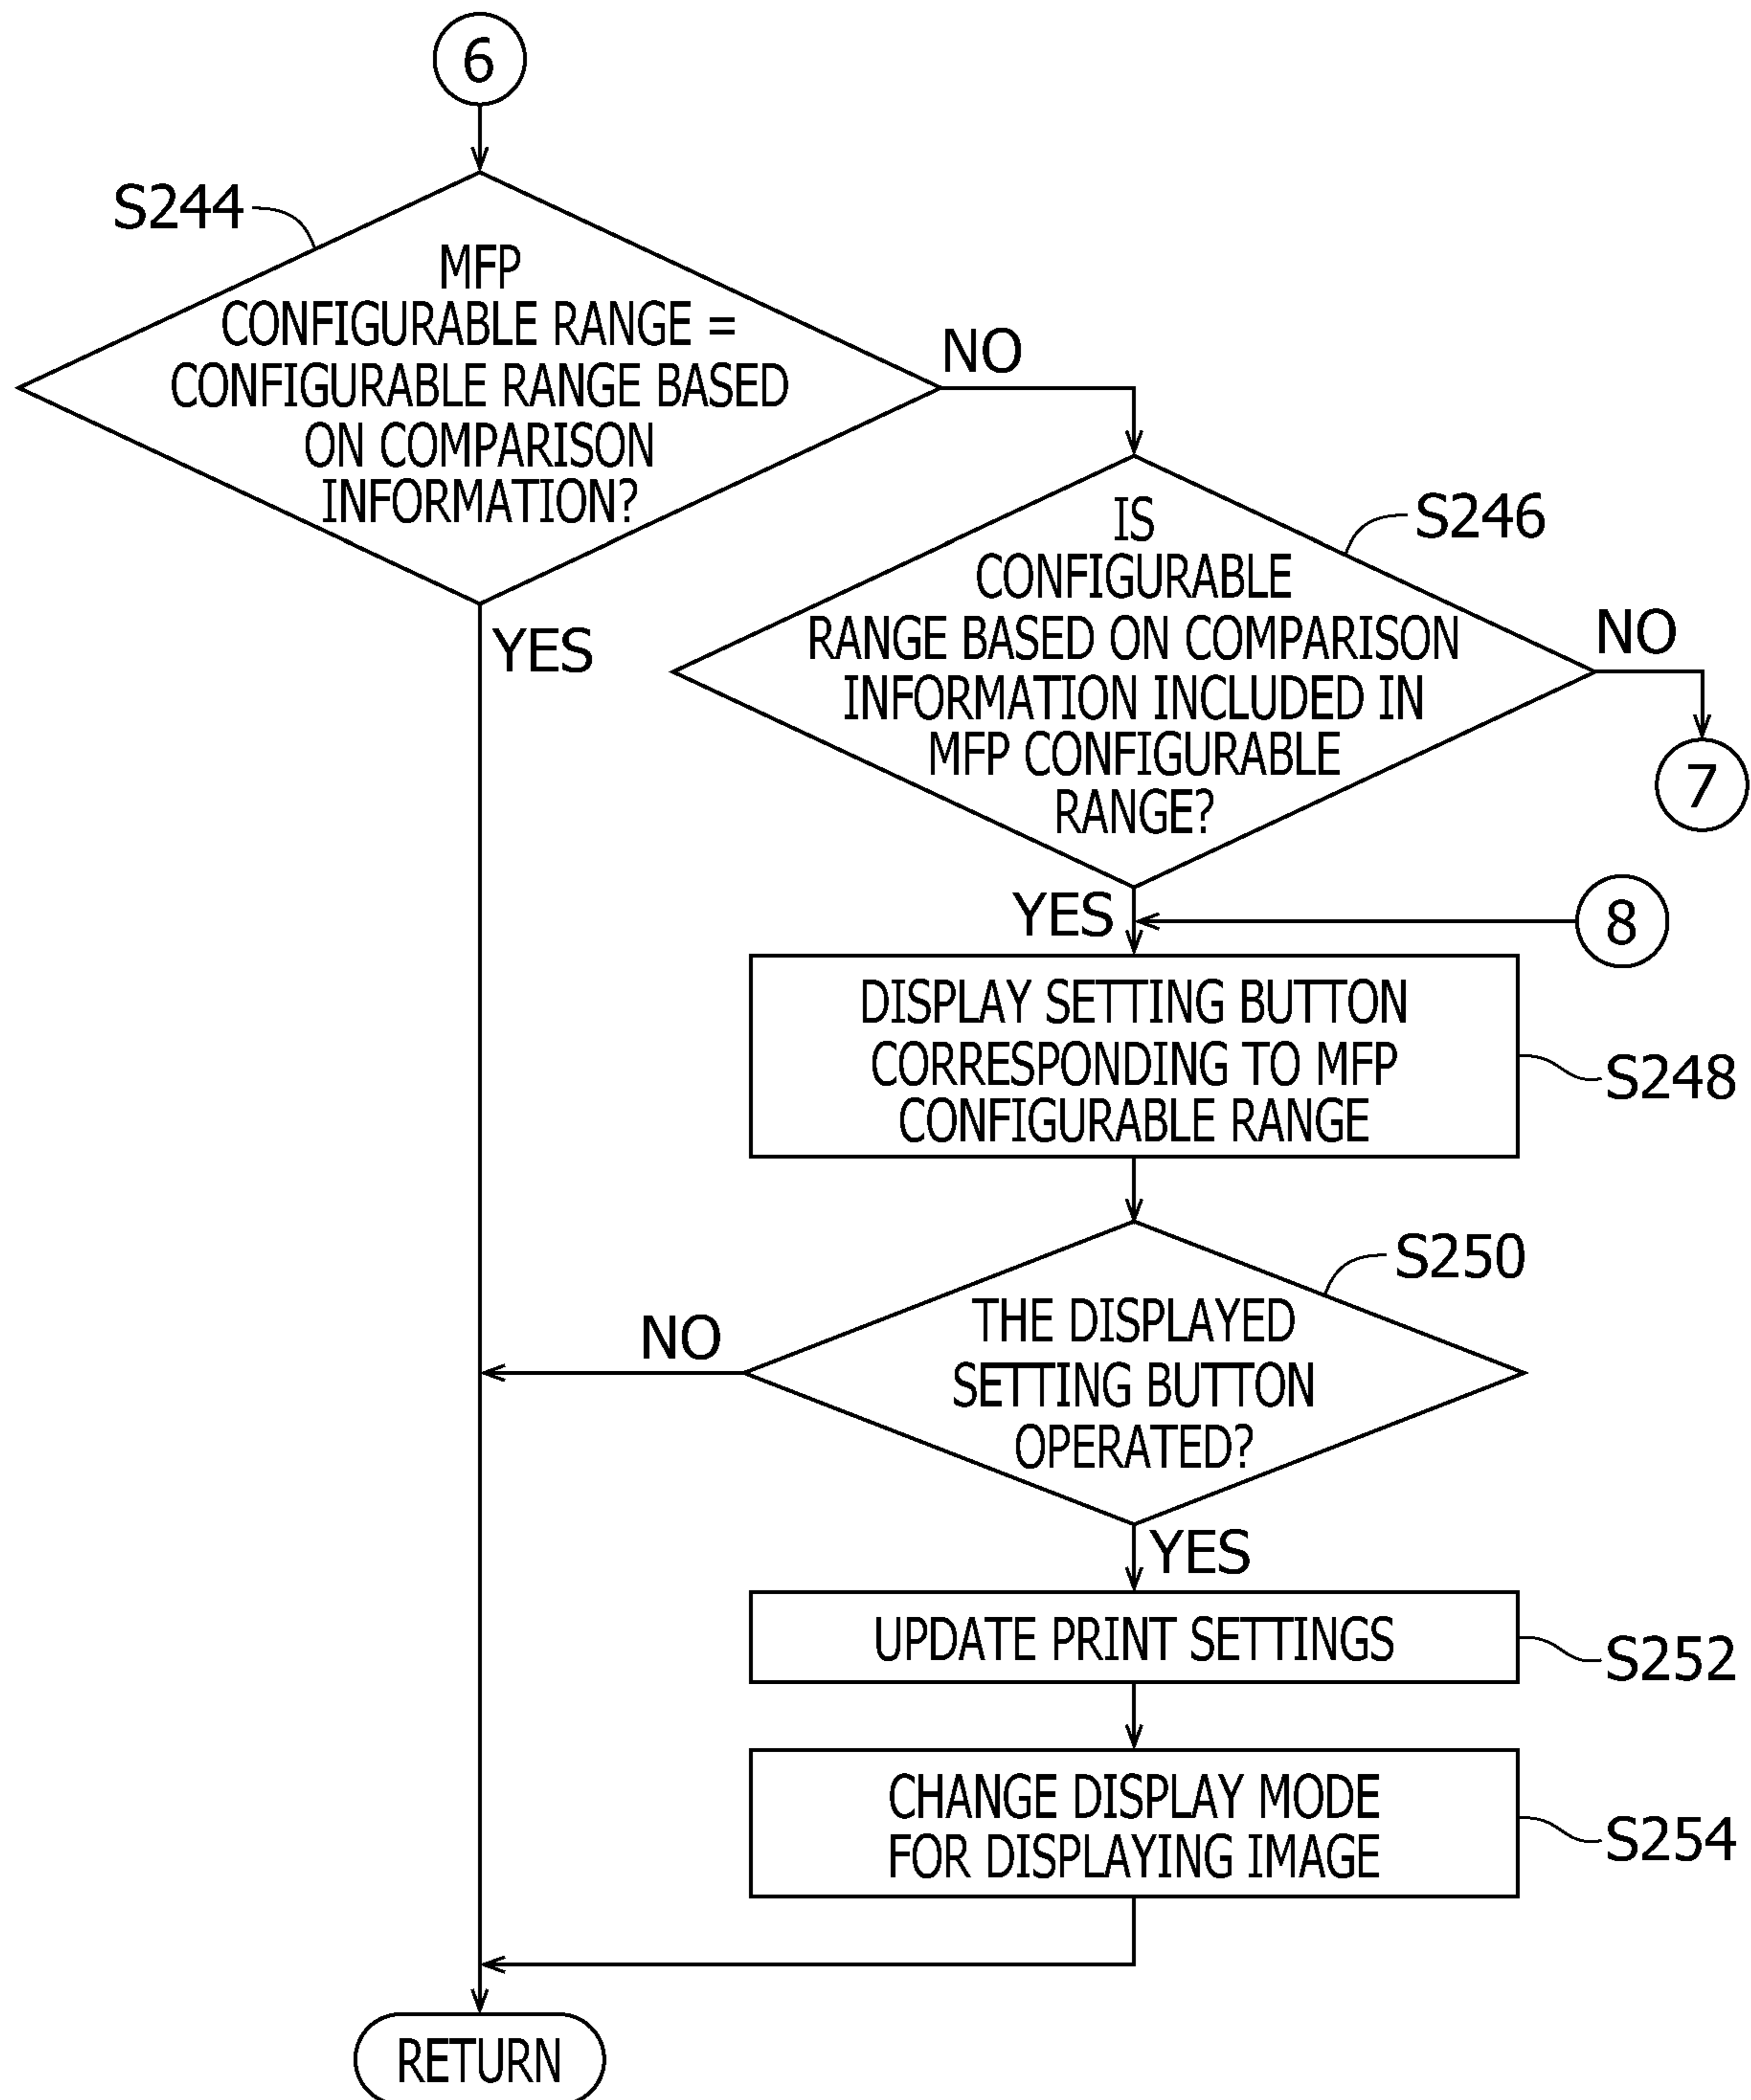 6
S244
MFP
CONFIGURABLE RANGE =
CONFIGURABLE RANGE BASED
ON COMPARISON
INFORMATION?
NO
YES
S246
IS
CONFIGURABLE
RANGE BASED ON COMPARISON
INFORMATION INCLUDED IN
MFP CONFIGURABLE
RANGE?
NO
7
YES
8
DISPLAY SETTING BUTTON
CORRESPONDING TO MFP
CONFIGURABLE RANGE
S248
S250
THE DISPLAYED
SETTING BUTTON
OPERATED?
NO
YES
UPDATE PRINT SETTINGS
S252
CHANGE DISPLAY MODE
FOR DISPLAYING IMAGE
S254
RETURN